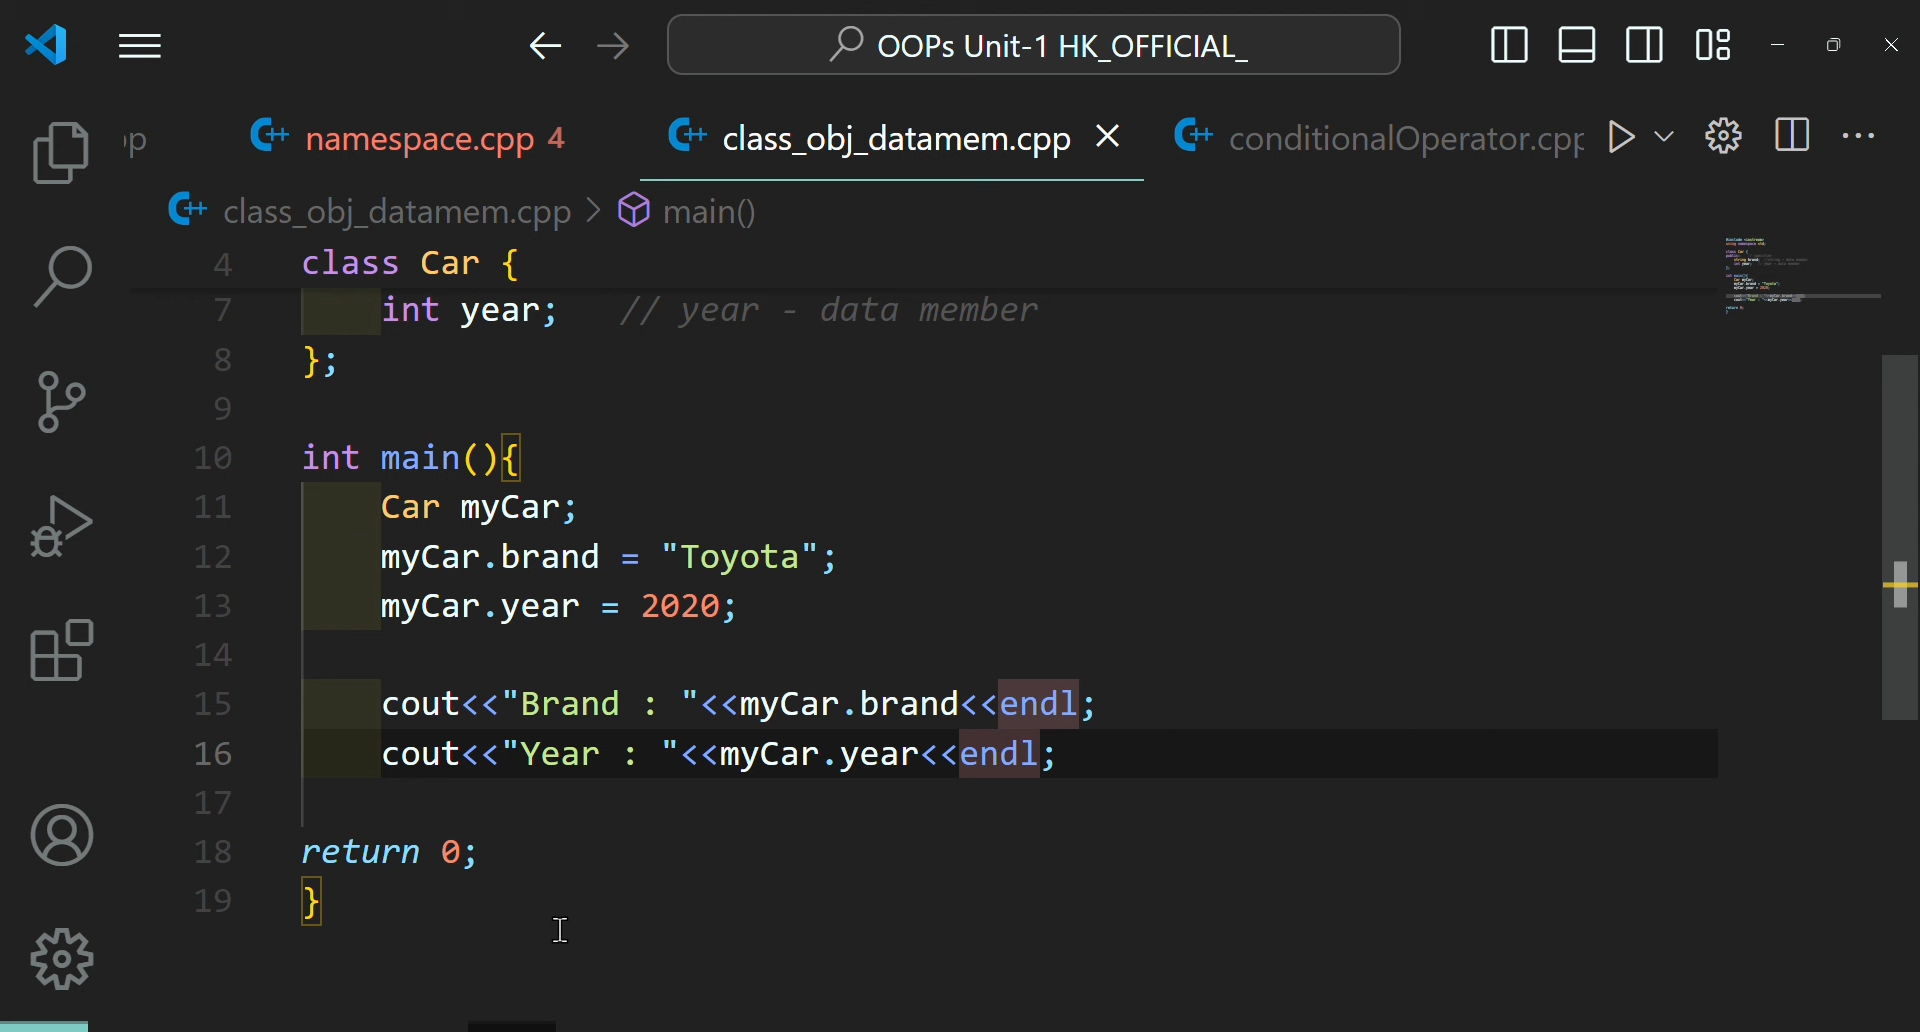 OOPs Unit-1 HK_OFFICIAL_
namespace.cpp 4
class_obj_datamem.cpp
conditionalOperator.cpp
class_obj_datamem.cpp > main()
4 class Car {
7 int year; // year - data member
8 };
9
10 int main(){
11 Car myCar;
12 myCar.brand = "Toyota";
13 myCar.year = 2020;
14
15 cout<<"Brand : "<<myCar.brand<<endl;
16 cout<<"Year : "<<myCar.year<<endl;
17
18 return 0;
19 }